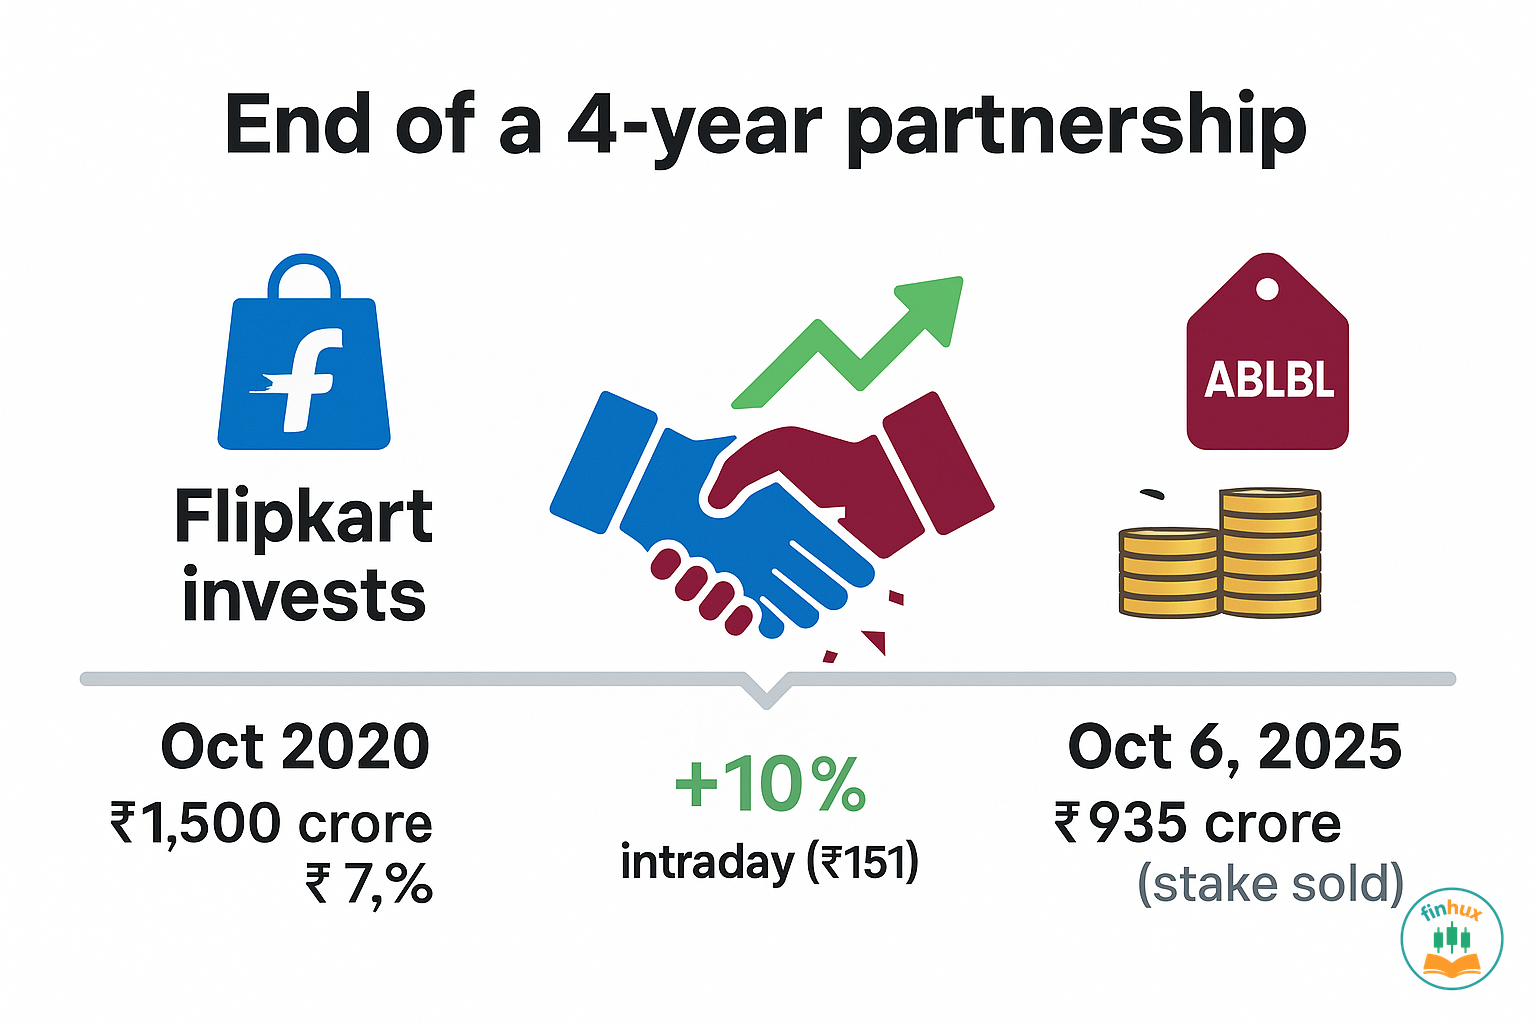 End of a 4-year partnership
f
ABLBL
Flipkart
invests
Oct 2020
₹1,500 crore
₹ 7,%
+10%
intraday (₹151)
Oct 6, 2025
₹935 crore
(stake sold)
finhux